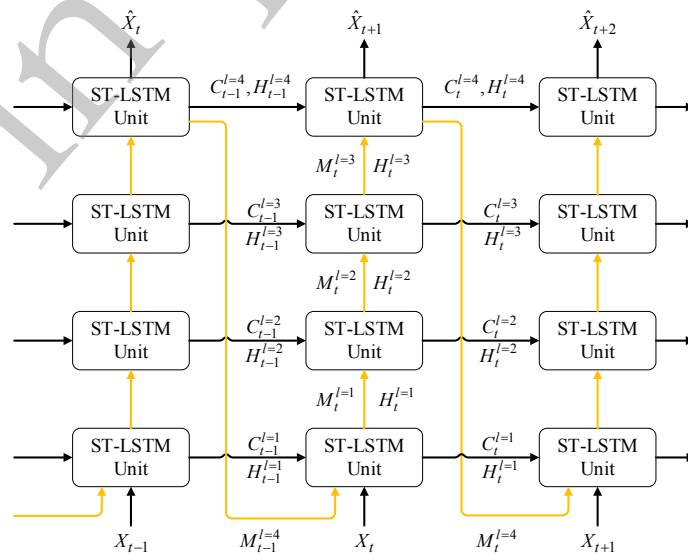 X̂_t X̂_{t+1} X̂_{t+2}
ST-LSTM Unit C_{t-1}^{l=4}, H_{t-1}^{l=4} ST-LSTM Unit C_t^{l=4}, H_t^{l=4} ST-LSTM Unit
M_t^{l=3} H_t^{l=3}
ST-LSTM Unit C_{t-1}^{l=3} H_{t-1}^{l=3} ST-LSTM Unit C_t^{l=3} H_t^{l=3} ST-LSTM Unit
M_t^{l=2} H_t^{l=2}
ST-LSTM Unit C_{t-1}^{l=2} H_{t-1}^{l=2} ST-LSTM Unit C_t^{l=2} H_t^{l=2} ST-LSTM Unit
M_t^{l=1} H_t^{l=1}
ST-LSTM Unit C_{t-1}^{l=1} H_{t-1}^{l=1} ST-LSTM Unit C_t^{l=1} H_t^{l=1} ST-LSTM Unit
X_{t-1} M_{t-1}^{l=4} X_t M_t^{l=4} X_{t+1}